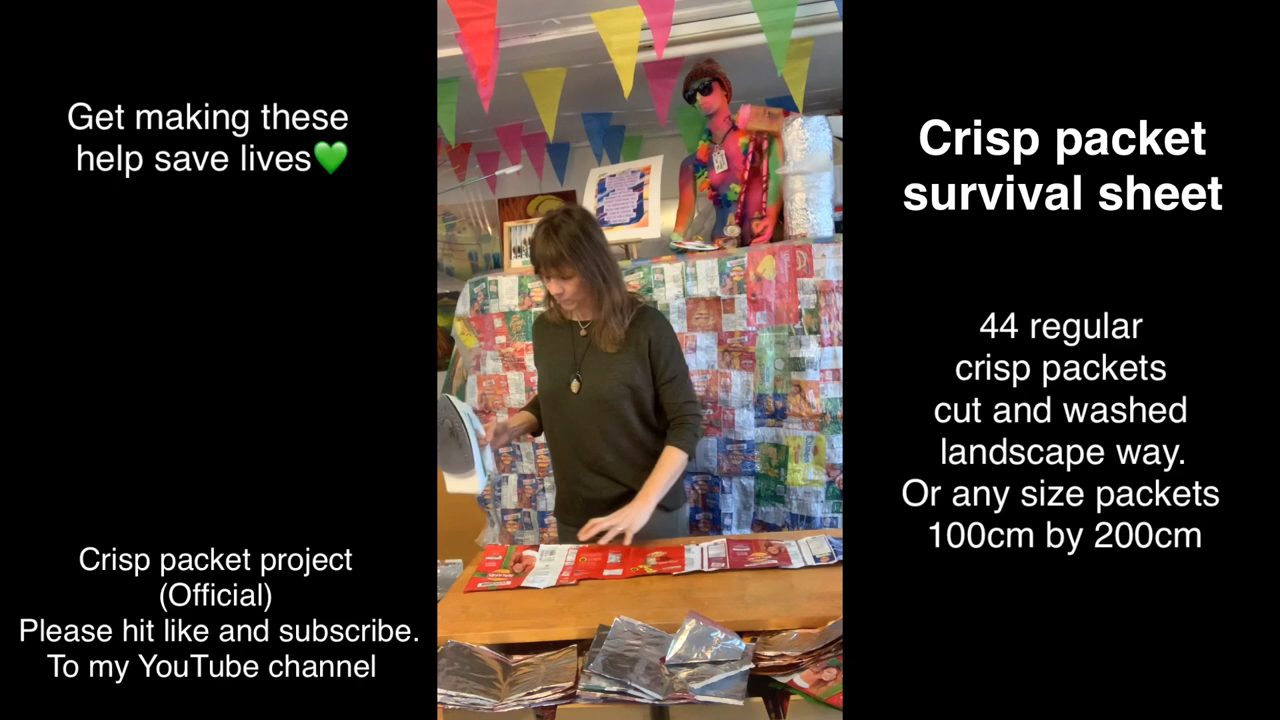 Get making these
help save lives💚
Crisp packet project
(Official)
Please hit like and subscribe.
To my YouTube channel
Crisp packet
survival sheet
44 regular
crisp packets
cut and washed
landscape way.
Or any size packets
100cm by 200cm